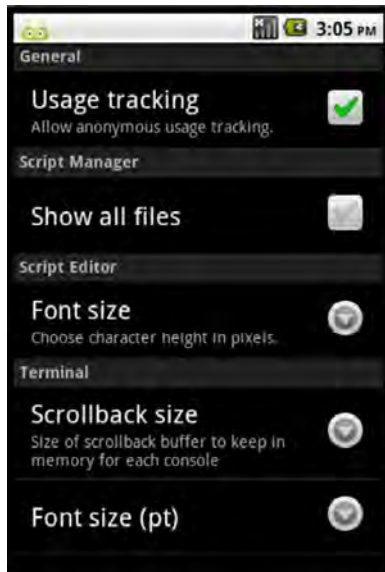 3:05 PM
General
Usage tracking
Allow anonymous usage tracking.
Script Manager
Show all files
Script Editor
Font size
Choose character height in pixels.
Terminal
Scrollback size
Size of scrollback buffer to keep in
memory for each console
Font size (pt)